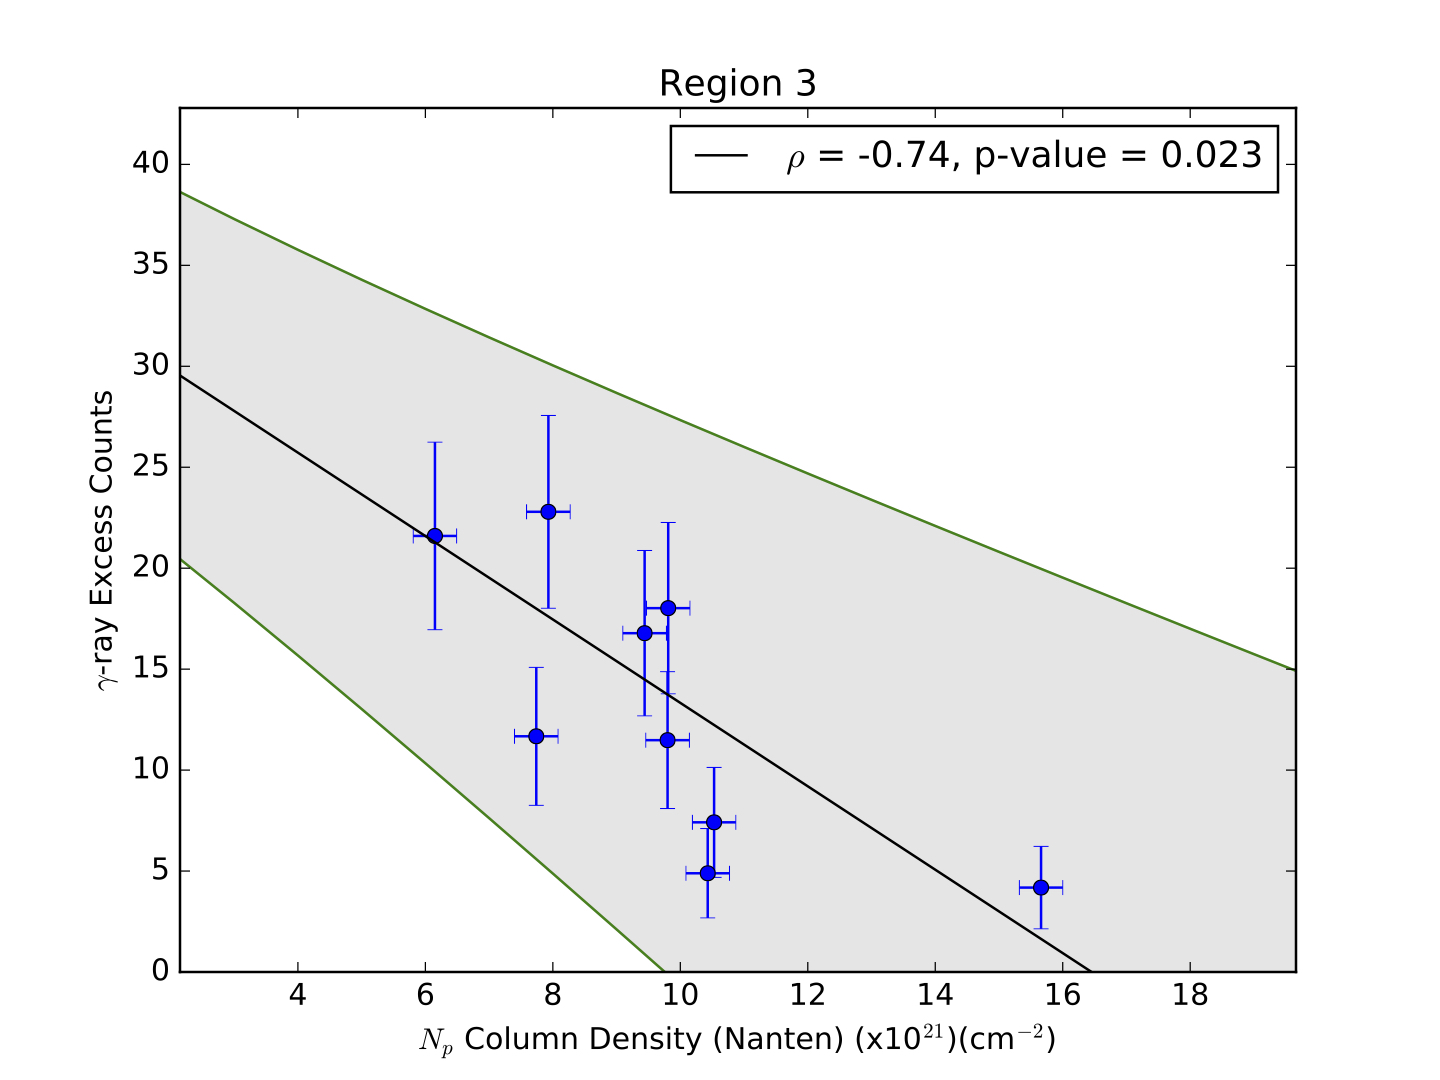 Region 3
ρ = -0.74, p-value = 0.023
40
35
30
25
20
15
10
5
0
γ-ray Excess Counts
4 6 8 10 12 14 16 18
N_p Column Density (Nanten) (x10^{21})(cm^{−2})